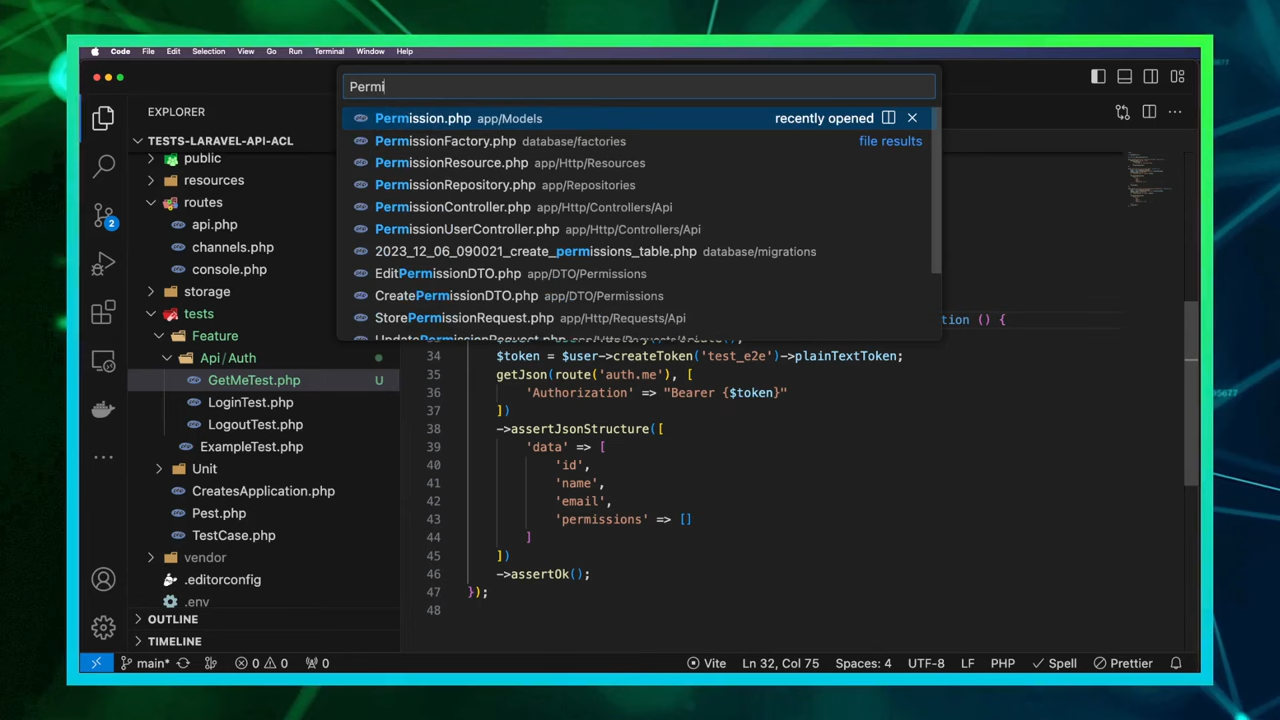 Code File Edit Selection View Go Run Terminal Window Help
Permi
EXPLORER
TESTS-LARAVEL-API-ACL
public
resources
routes
api.php
channels.php
console.php
storage
tests
Feature
Api/Auth
GetMeTest.php U
LoginTest.php
LogoutTest.php
ExampleTest.php
Unit
CreatesApplication.php
Pest.php
TestCase.php
vendor
.editorconfig
.env
OUTLINE
TIMELINE
2
Permission.php app/Models recently opened
PermissionFactory.php database/factories file results
PermissionResource.php app/Http/Resources
PermissionRepository.php app/Repositories
PermissionController.php app/Http/Controllers/Api
PermissionUserController.php app/Http/Controllers/Api
2023_12_06_090021_create_permissions_table.php database/migrations
EditPermissionDTO.php app/DTO/Permissions
CreatePermissionDTO.php app/DTO/Permissions
StorePermissionRequest.php app/Http/Requests/Api
UpdatePermissionRequest.php app/Http/Requests/Api
tion () {
34 $token = $user->createToken('test_e2e')->plainTextToken;
35 getJson(route('auth.me'), [
36 'Authorization' => "Bearer {$token}"
37 ])
38 ->assertJsonStructure([
39 'data' => [
40 'id',
41 'name',
42 'email',
43 'permissions' => []
44 ]
45 ])
46 ->assertOk();
47 });
48
main* 0 0 0 Vite Ln 32, Col 75 Spaces: 4 UTF-8 LF PHP Spell Prettier